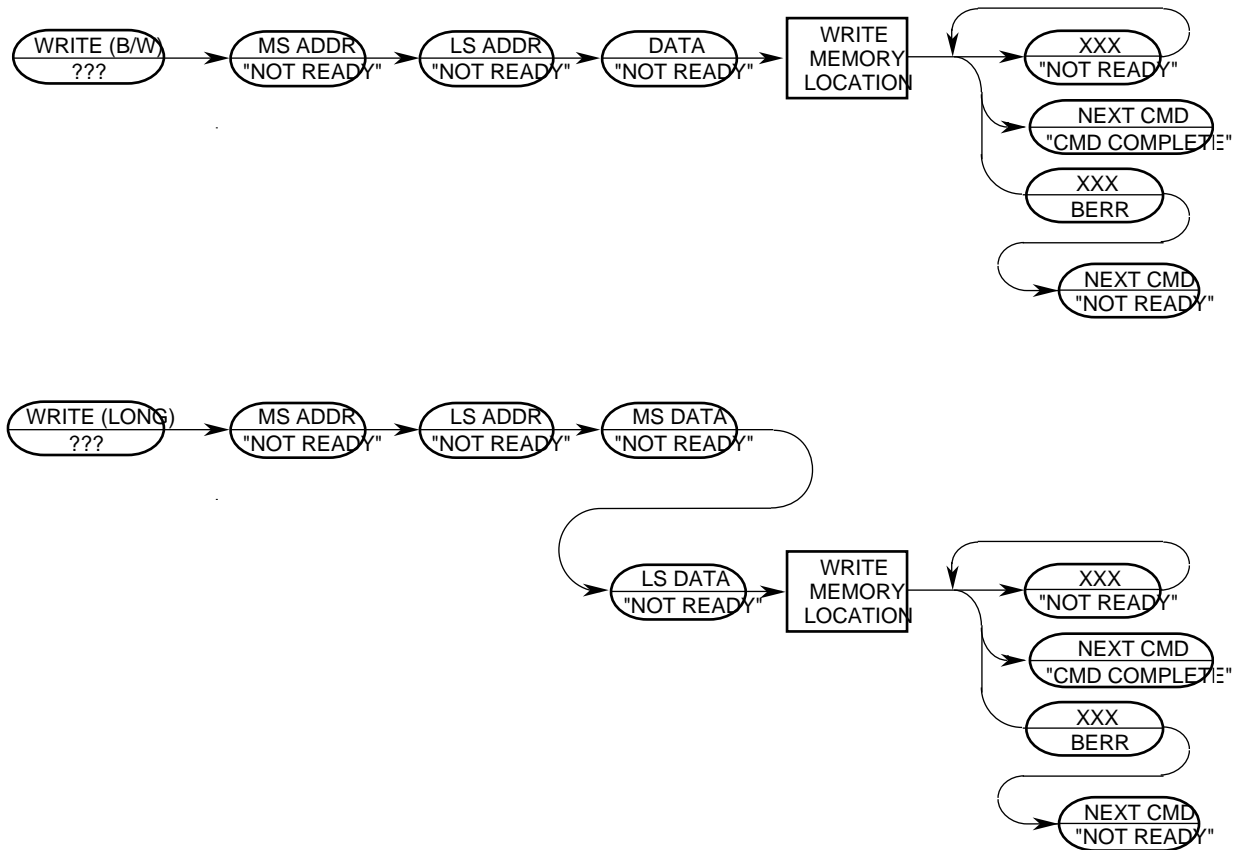 WRITE (B/W)
???
MS ADDR
"NOT READY"
LS ADDR
"NOT READY"
DATA
"NOT READY"
WRITE
MEMORY
LOCATION
XXX
"NOT READY"
NEXT CMD
"CMD COMPLETE"
XXX
BERR
NEXT CMD
"NOT READY"
WRITE (LONG)
???
MS ADDR
"NOT READY"
LS ADDR
"NOT READY"
MS DATA
"NOT READY"
LS DATA
"NOT READY"
WRITE
MEMORY
LOCATION
XXX
"NOT READY"
NEXT CMD
"CMD COMPLETE"
XXX
BERR
NEXT CMD
"NOT READY"